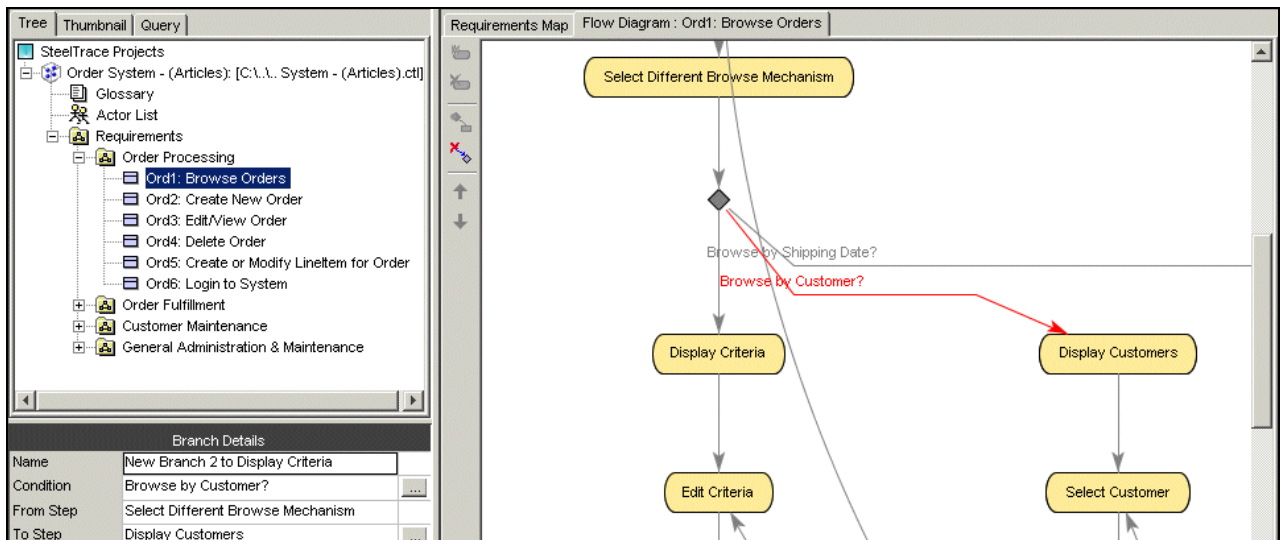 Tree Thumbnail Query
SteelTrace Projects
Order System - (Articles): [C:\..\.. System - (Articles).ctl]
Glossary
Actor List
Requirements
Order Processing
Ord1: Browse Orders
Ord2: Create New Order
Ord3: Edit/View Order
Ord4: Delete Order
Ord5: Create or Modify LineItem for Order
Ord6: Login to System
Order Fulfillment
Customer Maintenance
General Administration & Maintenance
Branch Details
Name New Branch 2 to Display Criteria
Condition Browse by Customer? ...
From Step Select Different Browse Mechanism
To Step Display Customers ...
Requirements Map Flow Diagram : Ord1: Browse Orders
Select Different Browse Mechanism
Browse by Shipping Date?
Browse by Customer?
Display Criteria Display Customers
Edit Criteria Select Customer